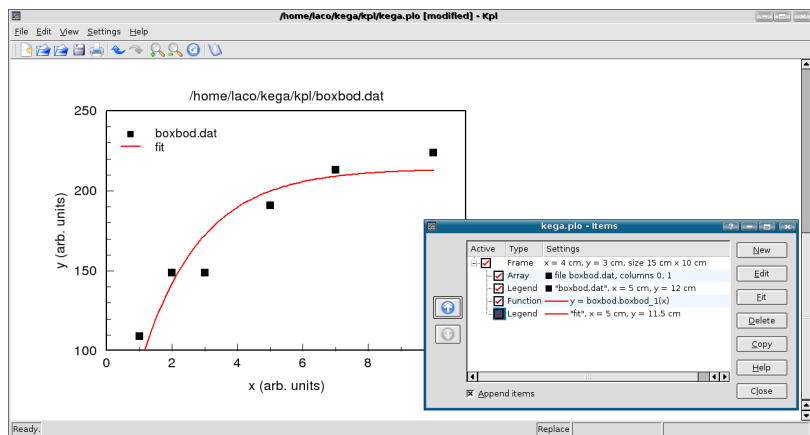 /home/laco/kega/kpl/kega.plo [modified] - Kpl
File Edit View Settings Help
/home/laco/kega/kpl/boxbod.dat
250
200
150
100
y (arb. units)
boxbod.dat
fit
0 2 4 6 8
x (arb. units)
kega.plo - Items
Active Type Settings
Frame x = 4 cm, y = 3 cm, size 15 cm x 10 cm
Array file boxbod.dat, columns 0, 1
Legend "boxbod.dat", x = 5 cm, y = 12 cm
Function y = boxbod.boxbod_1(x)
Legend "fit", x = 5 cm, y = 11.5 cm
New
Edit
Fit
Delete
Copy
Help
Close
Append items
Ready. Replace